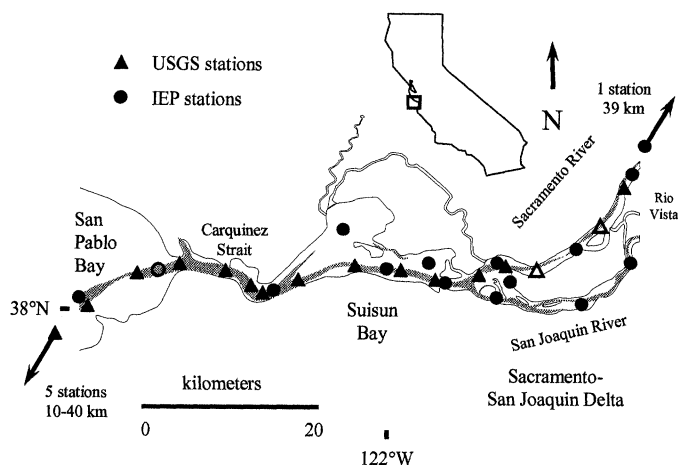 USGS stations
IEP stations
1 station
39 km
N
Sacramento River
Rio
Vista
San
Pablo
Bay
Carquinez
Strait
38°N
Suisun
Bay
San Joaquin River
5 stations
10-40 km
kilometers
0 20
Sacramento-
San Joaquin Delta
122°W